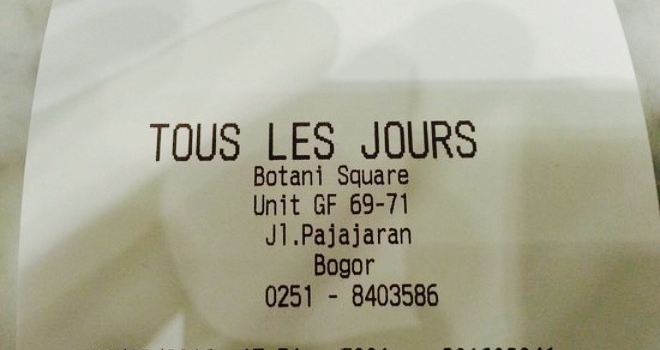 TOUS LES JOURS
Botani Square
Unit GF 69-71
Jl.Pajajaran
Bogor
0251 - 8403586